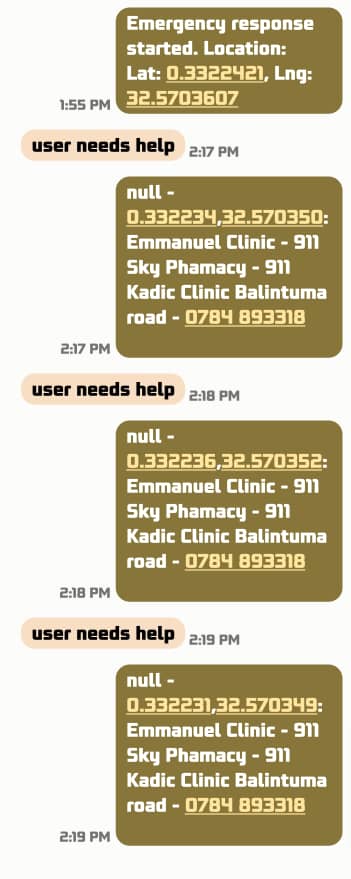 Emergency response
started. Location:
Lat: 0.3322421, Lng:
32.5703607
1:55 PM
user needs help 2:17 PM
null -
0.332234,32.570350:
Emmanuel Clinic - 911
Sky Phamacy - 911
Kadic Clinic Balintuma
road - 0784 893318
2:17 PM
user needs help 2:18 PM
null -
0.332236,32.570352:
Emmanuel Clinic - 911
Sky Phamacy - 911
Kadic Clinic Balintuma
road - 0784 893318
2:18 PM
user needs help 2:19 PM
null -
0.332231,32.570349:
Emmanuel Clinic - 911
Sky Phamacy - 911
Kadic Clinic Balintuma
road - 0784 893318
2:19 PM